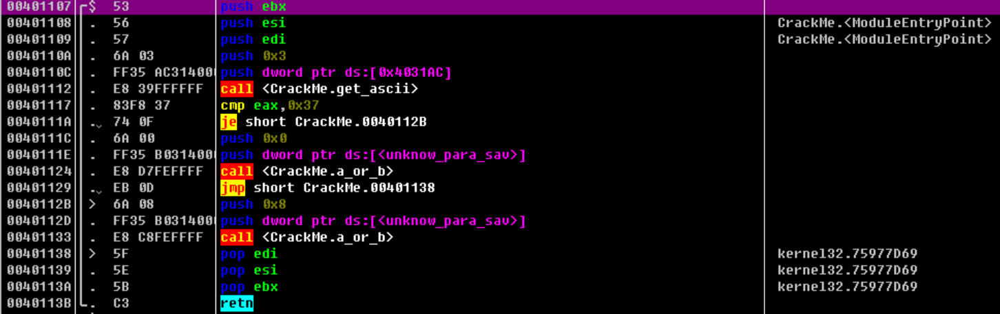 00401107 ┌$ 53 push ebx
00401108 . 56 push esi CrackMe.<ModuleEntryPoint>
00401109 . 57 push edi CrackMe.<ModuleEntryPoint>
0040110A . 6A 03 push 0x3
0040110C . FF35 AC314000 push dword ptr ds:[0x4031AC]
00401112 . E8 39FFFFFF call <CrackMe.get_ascii>
00401117 . 83F8 37 cmp eax,0x37
0040111A .⌄ 74 0F je short CrackMe.0040112B
0040111C . 6A 00 push 0x0
0040111E . FF35 B0314000 push dword ptr ds:[<unknow_para_sav>]
00401124 . E8 D7FEFFFF call <CrackMe.a_or_b>
00401129 .⌄ EB 0D jmp short CrackMe.00401138
0040112B > 6A 08 push 0x8
0040112D . FF35 B0314000 push dword ptr ds:[<unknow_para_sav>]
00401133 . E8 C8FEFFFF call <CrackMe.a_or_b>
00401138 > 5F pop edi kernel32.75977D69
00401139 . 5E pop esi kernel32.75977D69
0040113A . 5B pop ebx kernel32.75977D69
0040113B └. C3 retn